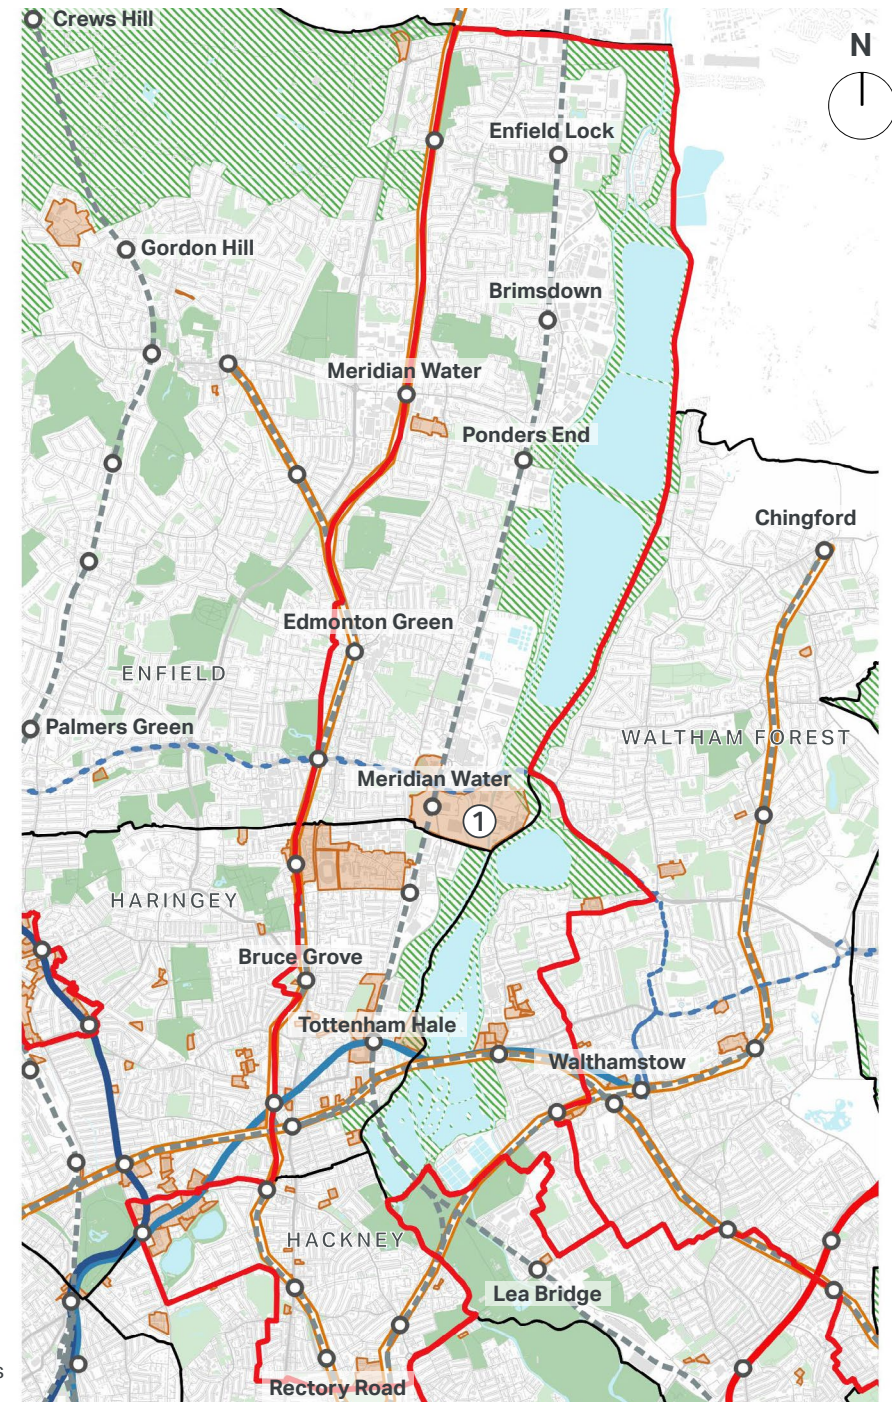 Crews Hill
N
Enfield Lock
Gordon Hill
Brimsdown
Meridian Water
Ponders End
Chingford
Edmonton Green
ENFIELD
Palmers Green
WALTHAM FOREST
Meridian Water
1
HARINGEY
Bruce Grove
Tottenham Hale
Walthamstow
HACKNEY
Lea Bridge
s
Rectory Road